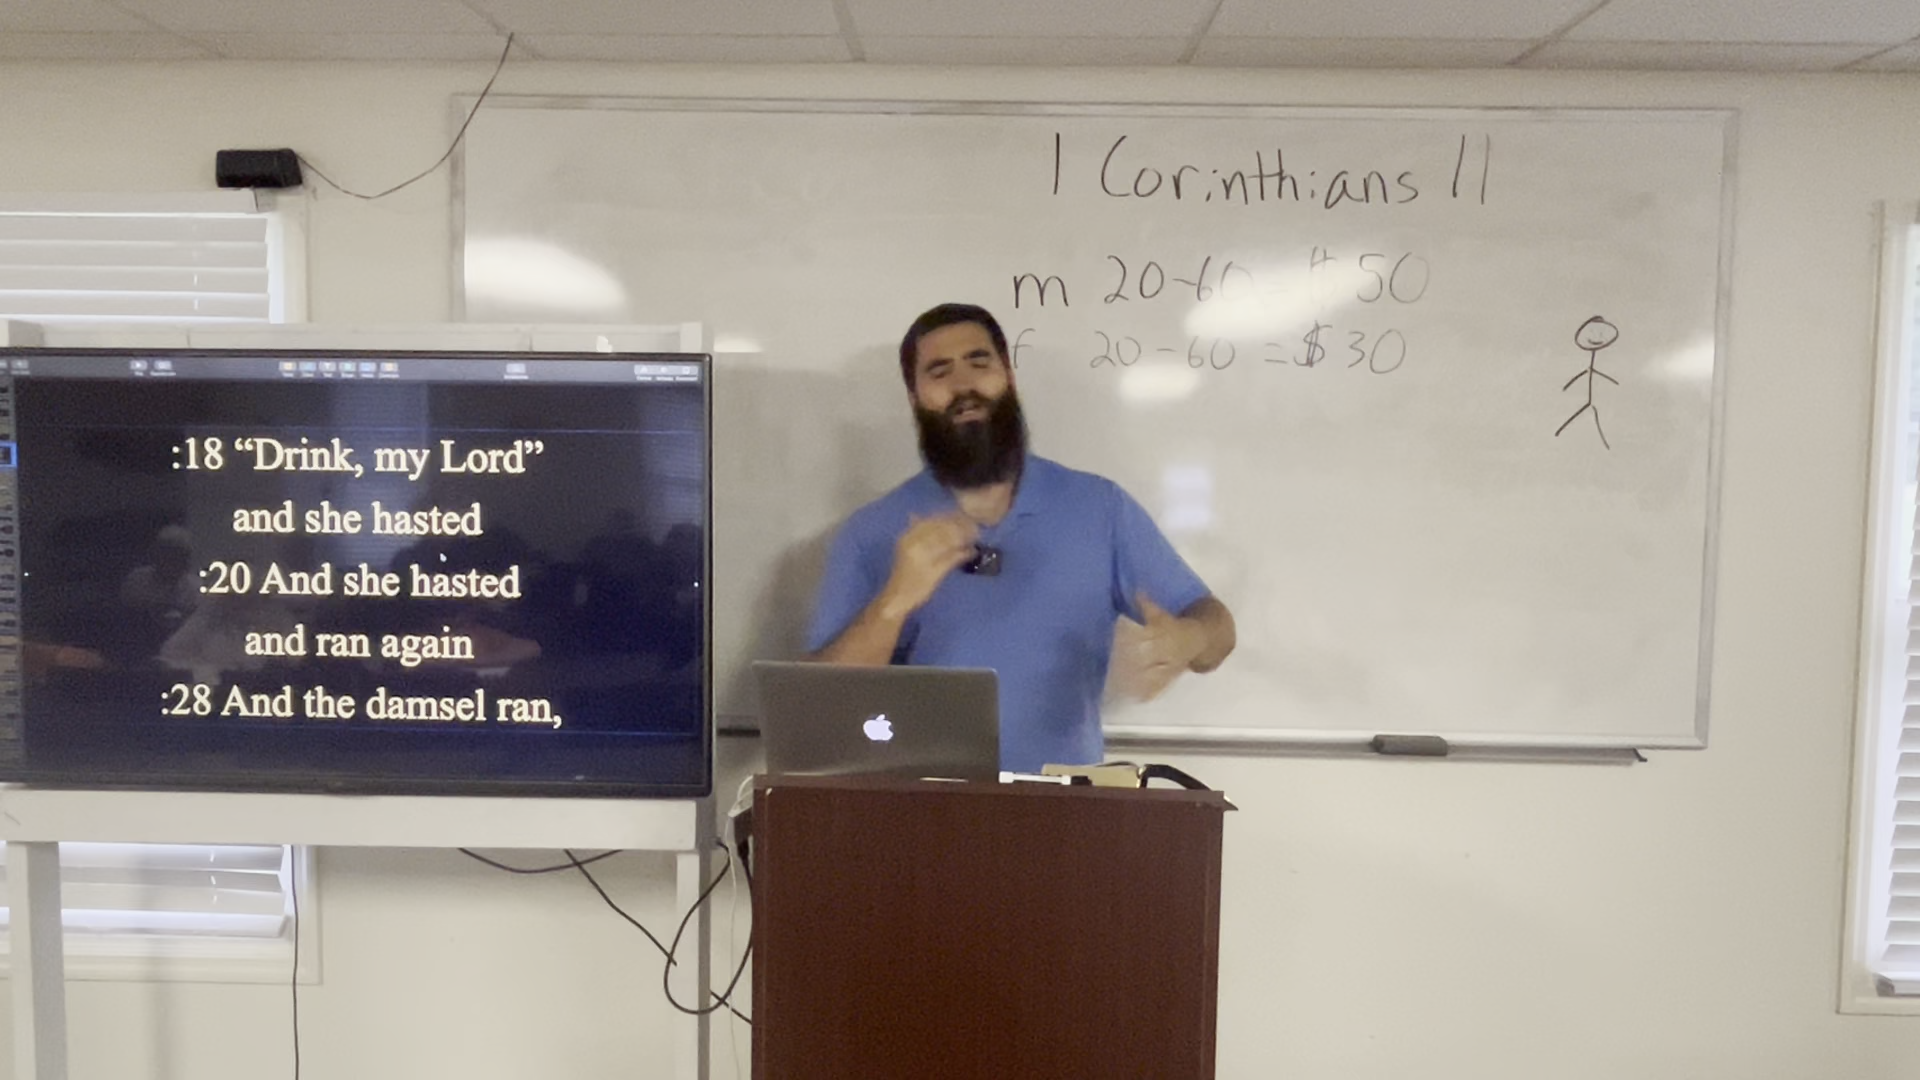 1 Corinthians 11
m 20-60 = $50
f 20-60 = $30
:18 “Drink, my Lord”
and she hasted
:20 And she hasted
and ran again
:28 And the damsel ran,